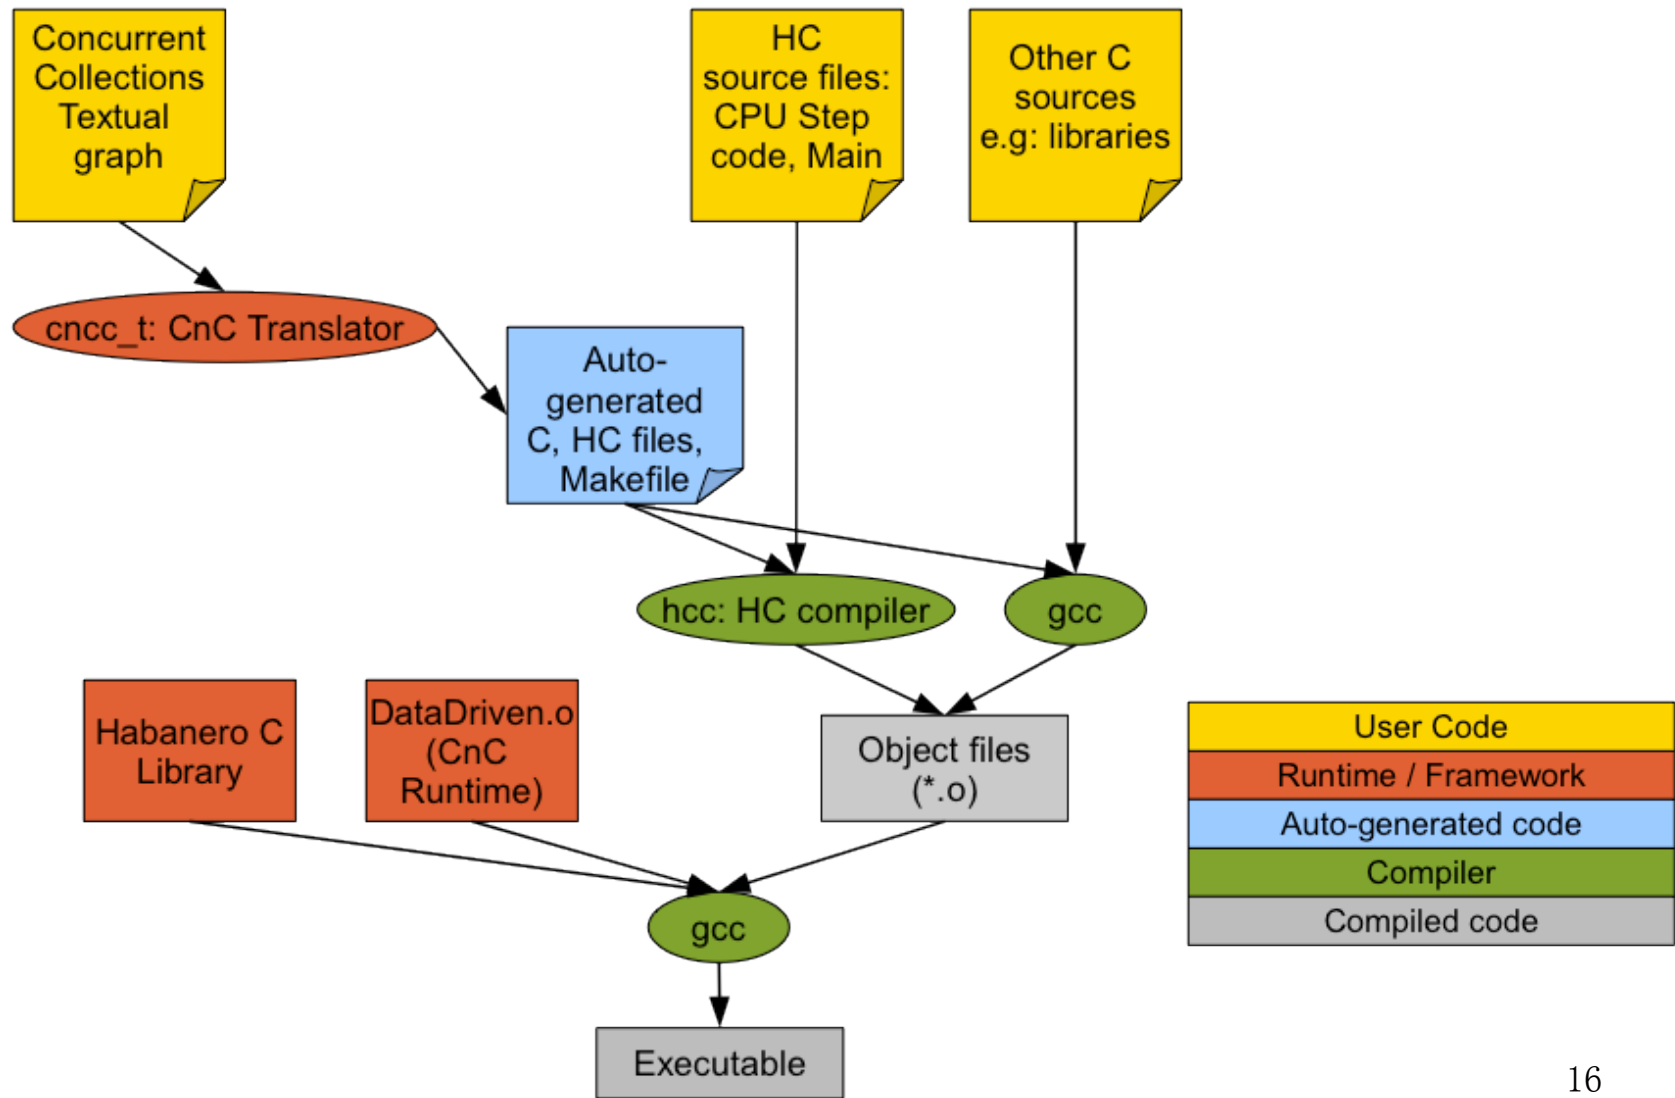 Concurrent
Collections
Textual
graph
HC
source files:
CPU Step
code, Main
Other C
sources
e.g: libraries
cncc_t: CnC Translator
Auto-
generated
C, HC files,
Makefile
hcc: HC compiler
gcc
Habanero C
Library
DataDriven.o
(CnC
Runtime)
Object files
(*.o)
User Code
Runtime / Framework
Auto-generated code
Compiler
Compiled code
gcc
Executable
16